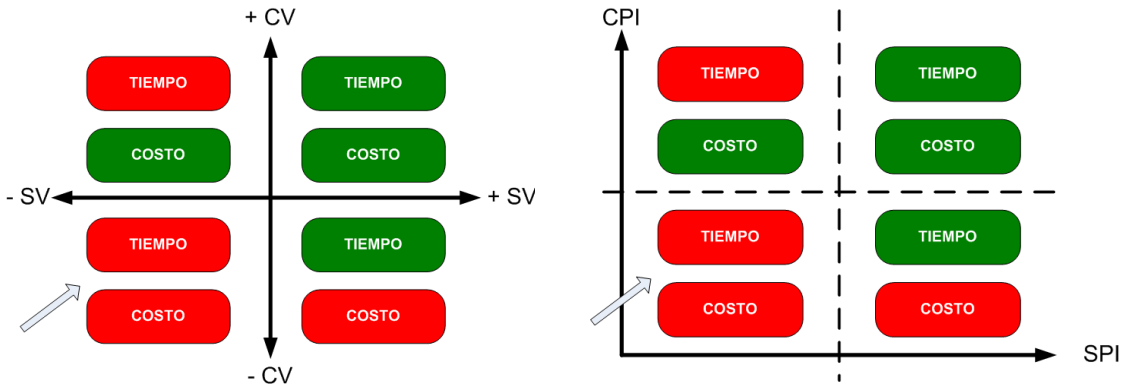 + CV
TIEMPO
TIEMPO
COSTO
COSTO
- SV
+ SV
TIEMPO
TIEMPO
COSTO
COSTO
- CV
CPI
TIEMPO
TIEMPO
COSTO
COSTO
TIEMPO
TIEMPO
COSTO
COSTO
SPI